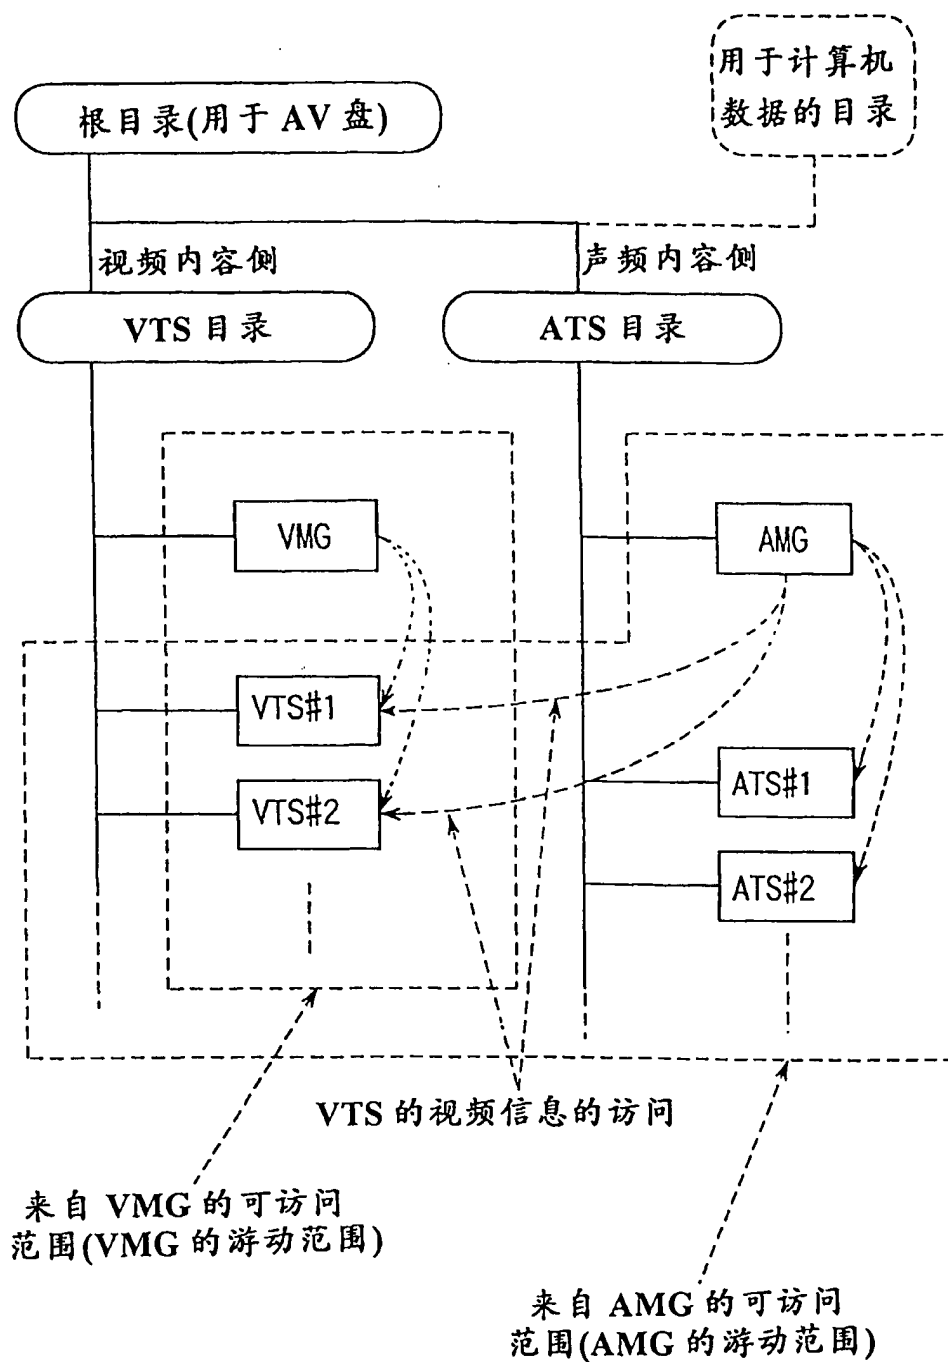 用于计算机
数据的目录
根目录(用于 AV 盘)
视频内容侧
声频内容侧
VTS 目录
ATS 目录
VMG
AMG
VTS#1
VTS#2
ATS#1
ATS#2
VTS 的视频信息的访问
来自 VMG 的可访问
范围(VMG 的游动范围)
来自 AMG 的可访问
范围(AMG 的游动范围)